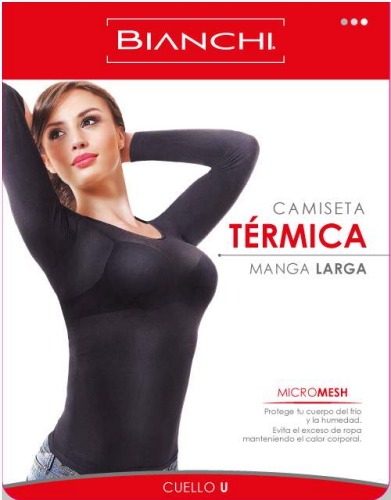 BIANCHI®
CAMISETA
TÉRMICA
MANGA LARGA
MICROMESH
Protege tu cuerpo del frío
y la humedad.
Evita el exceso de ropa
manteniendo el calor corporal.
CUELLO U